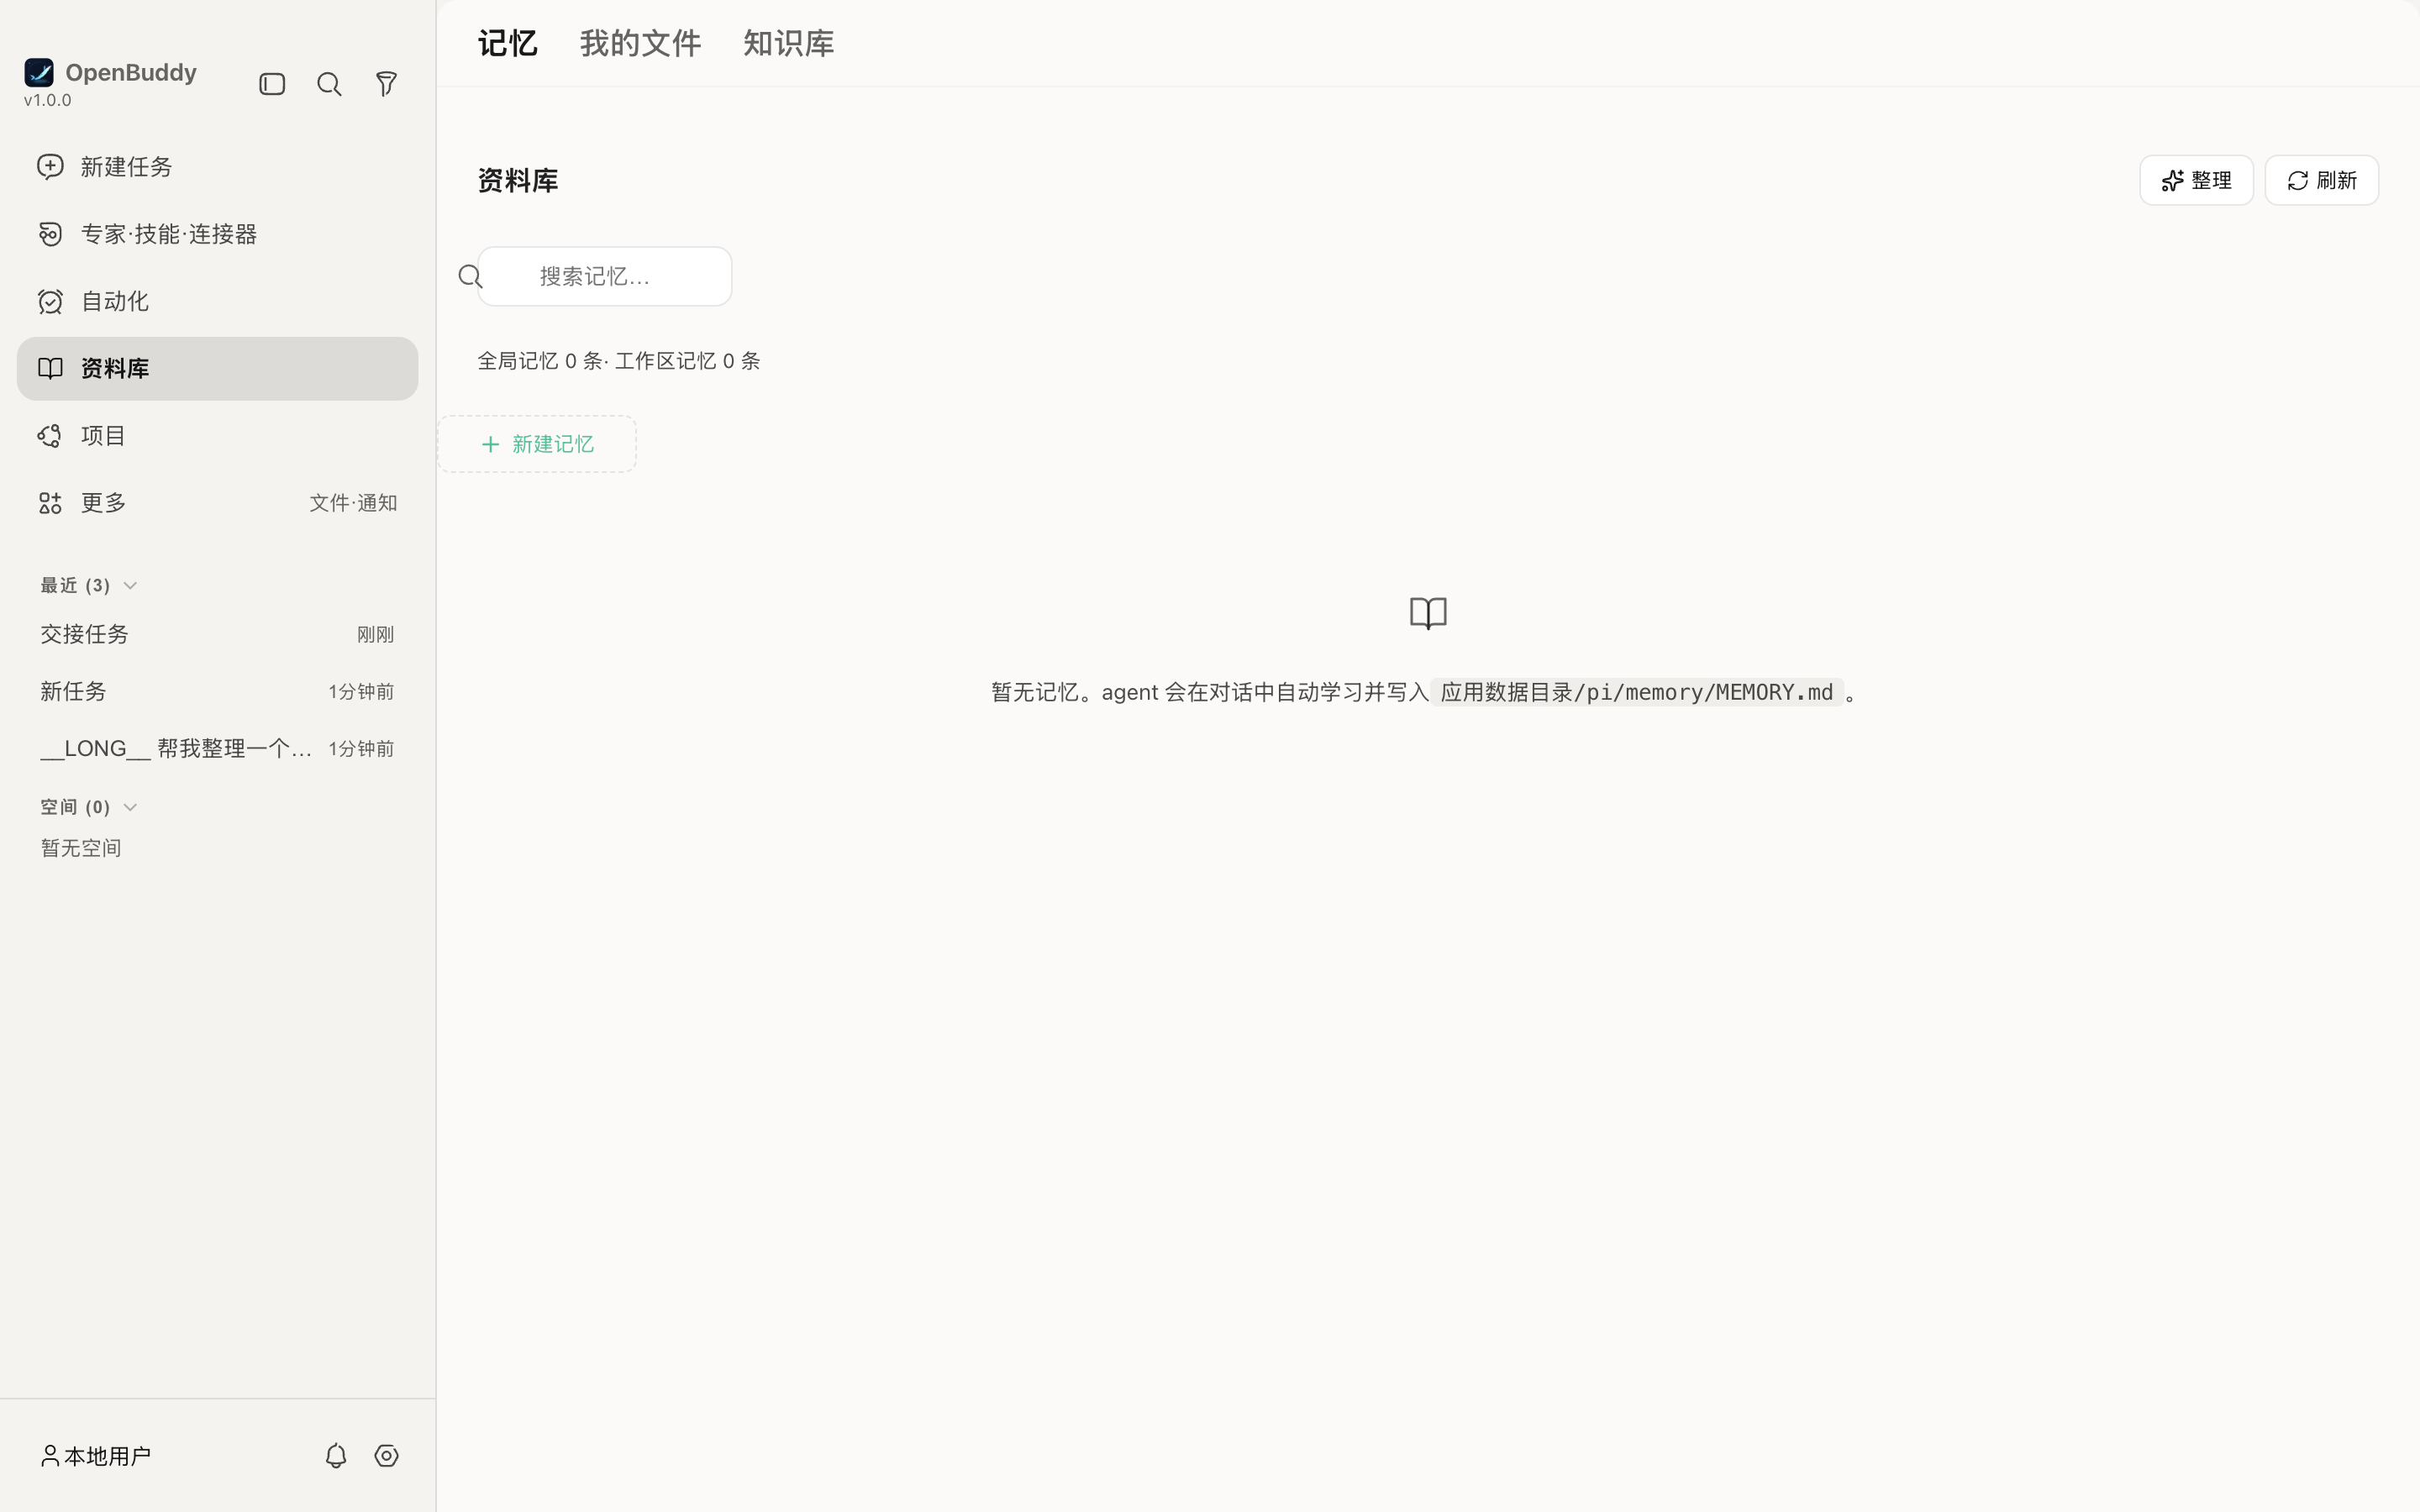 OpenBuddy
v1.0.0
新建任务
专家·技能·连接器
自动化
资料库
项目
更多 文件·通知
最近 (3)
交接任务 刚刚
新任务 1分钟前
__LONG__ 帮我整理一个… 1分钟前
空间 (0)
暂无空间
本地用户
记忆 我的文件 知识库
资料库 整理 刷新
搜索记忆…
全局记忆 0 条· 工作区记忆 0 条
+ 新建记忆
暂无记忆。agent 会在对话中自动学习并写入 应用数据目录/pi/memory/MEMORY.md 。